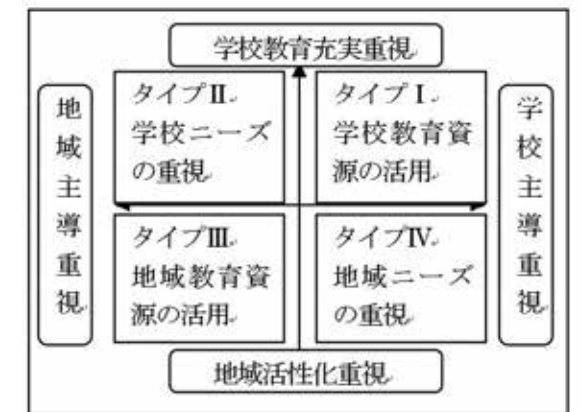 学校教育充実重視
地域主導重視
タイプⅡ
学校ニーズ
の重視
タイプⅠ
学校教育資
源の活用
学校主導重視
タイプⅢ
地域教育資
源の活用
タイプⅣ
地域ニーズ
の重視
地域活性化重視